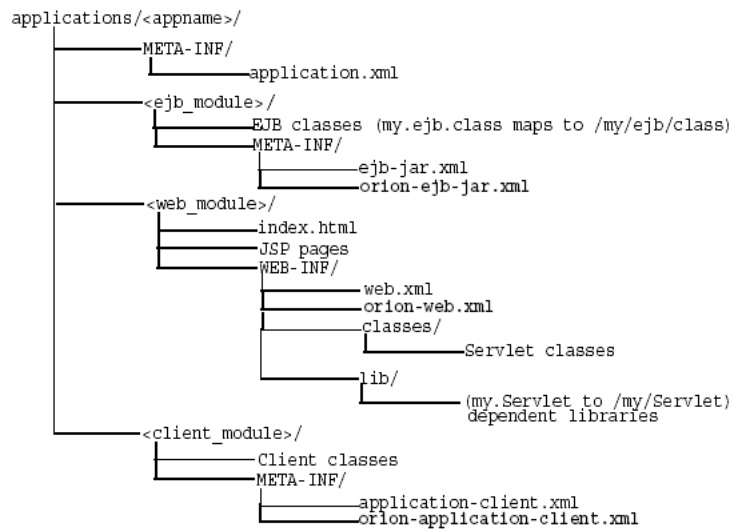 applications/<appname>/
META-INF/
application.xml
<ejb_module>/
EJB classes (my.ejb.class maps to /my/ejb/class)
META-INF/
ejb-jar.xml
orion-ejb-jar.xml
<web_module>/
index.html
JSP pages
WEB-INF/
web.xml
orion-web.xml
classes/
Servlet classes
lib/
(my.Servlet to /my/Servlet)
dependent libraries
<client_module>/
Client classes
META-INF/
application-client.xml
orion-application-client.xml